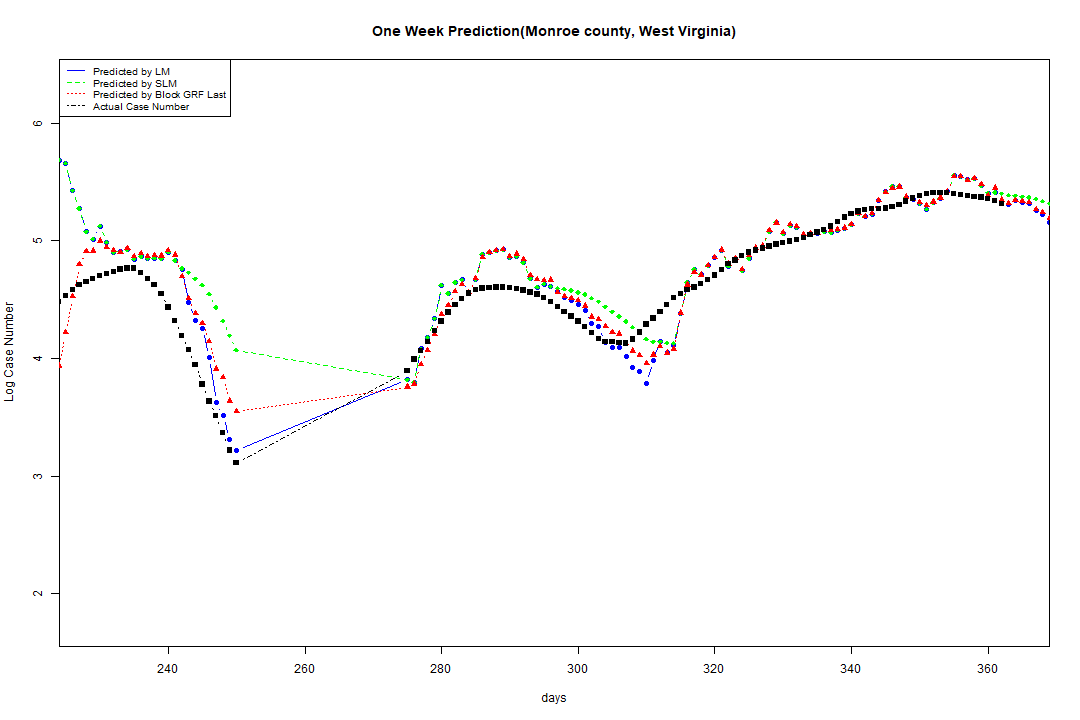 One Week Prediction(Monroe county, West Virginia)
Predicted by LM
Predicted by SLM
Predicted by Block GRF Last
Actual Case Number
Log Case Number
6
5
4
3
2
240 260 280 300 320 340 360
days